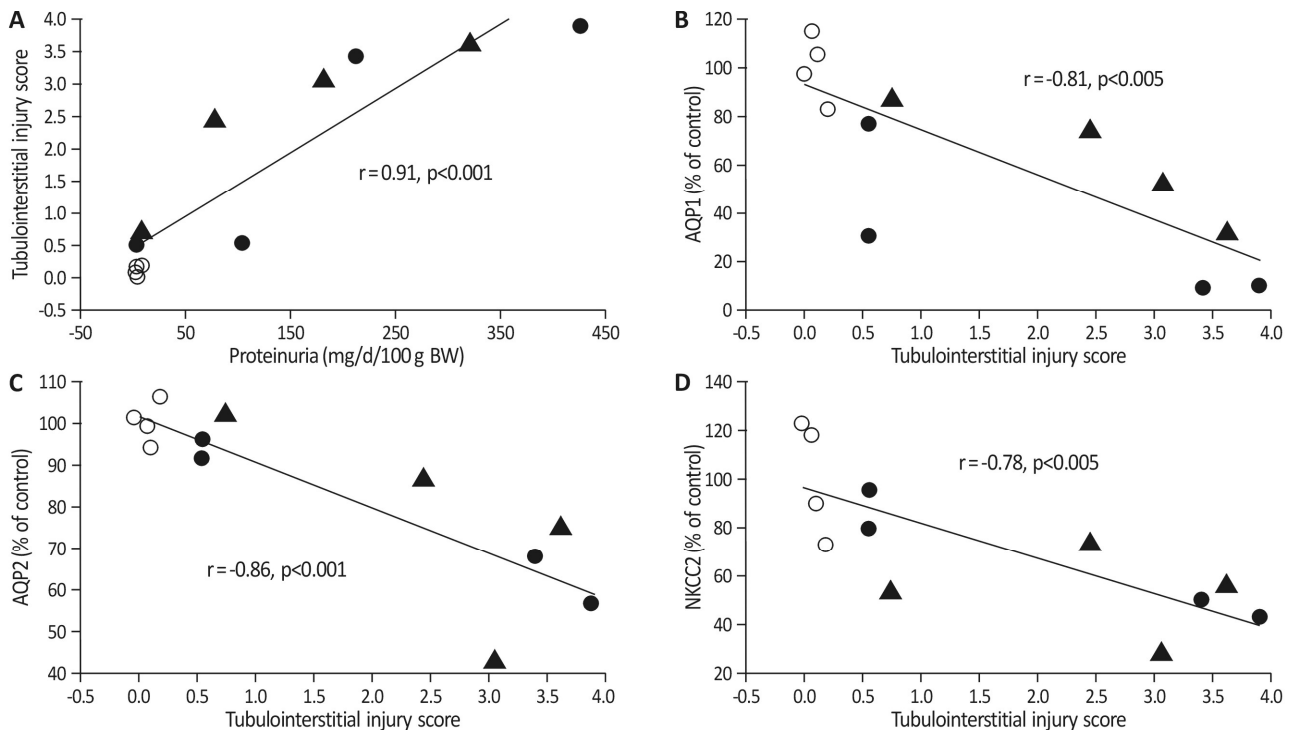 A
Tubulointerstitial injury score
4.0
3.5
3.0
2.5
2.0
1.5
1.0
0.5
0.0
-0.5
r=0.91, p<0.001
-50 50 150 250 350 450
Proteinuria (mg/d/100 g BW)
B
AQP1 (% of control)
120
100
80
60
40
20
0
r=-0.81, p<0.005
-0.5 0.0 0.5 1.0 1.5 2.0 2.5 3.0 3.5 4.0
Tubulointerstitial injury score
C
AQP2 (% of control)
110
100
90
80
70
60
50
40
r=-0.86, p<0.001
-0.5 0.0 0.5 1.0 1.5 2.0 2.5 3.0 3.5 4.0
Tubulointerstitial injury score
D
NKCC2 (% of control)
140
120
100
80
60
40
20
r=-0.78, p<0.005
-0.5 0.0 0.5 1.0 1.5 2.0 2.5 3.0 3.5 4.0
Tubulointerstitial injury score